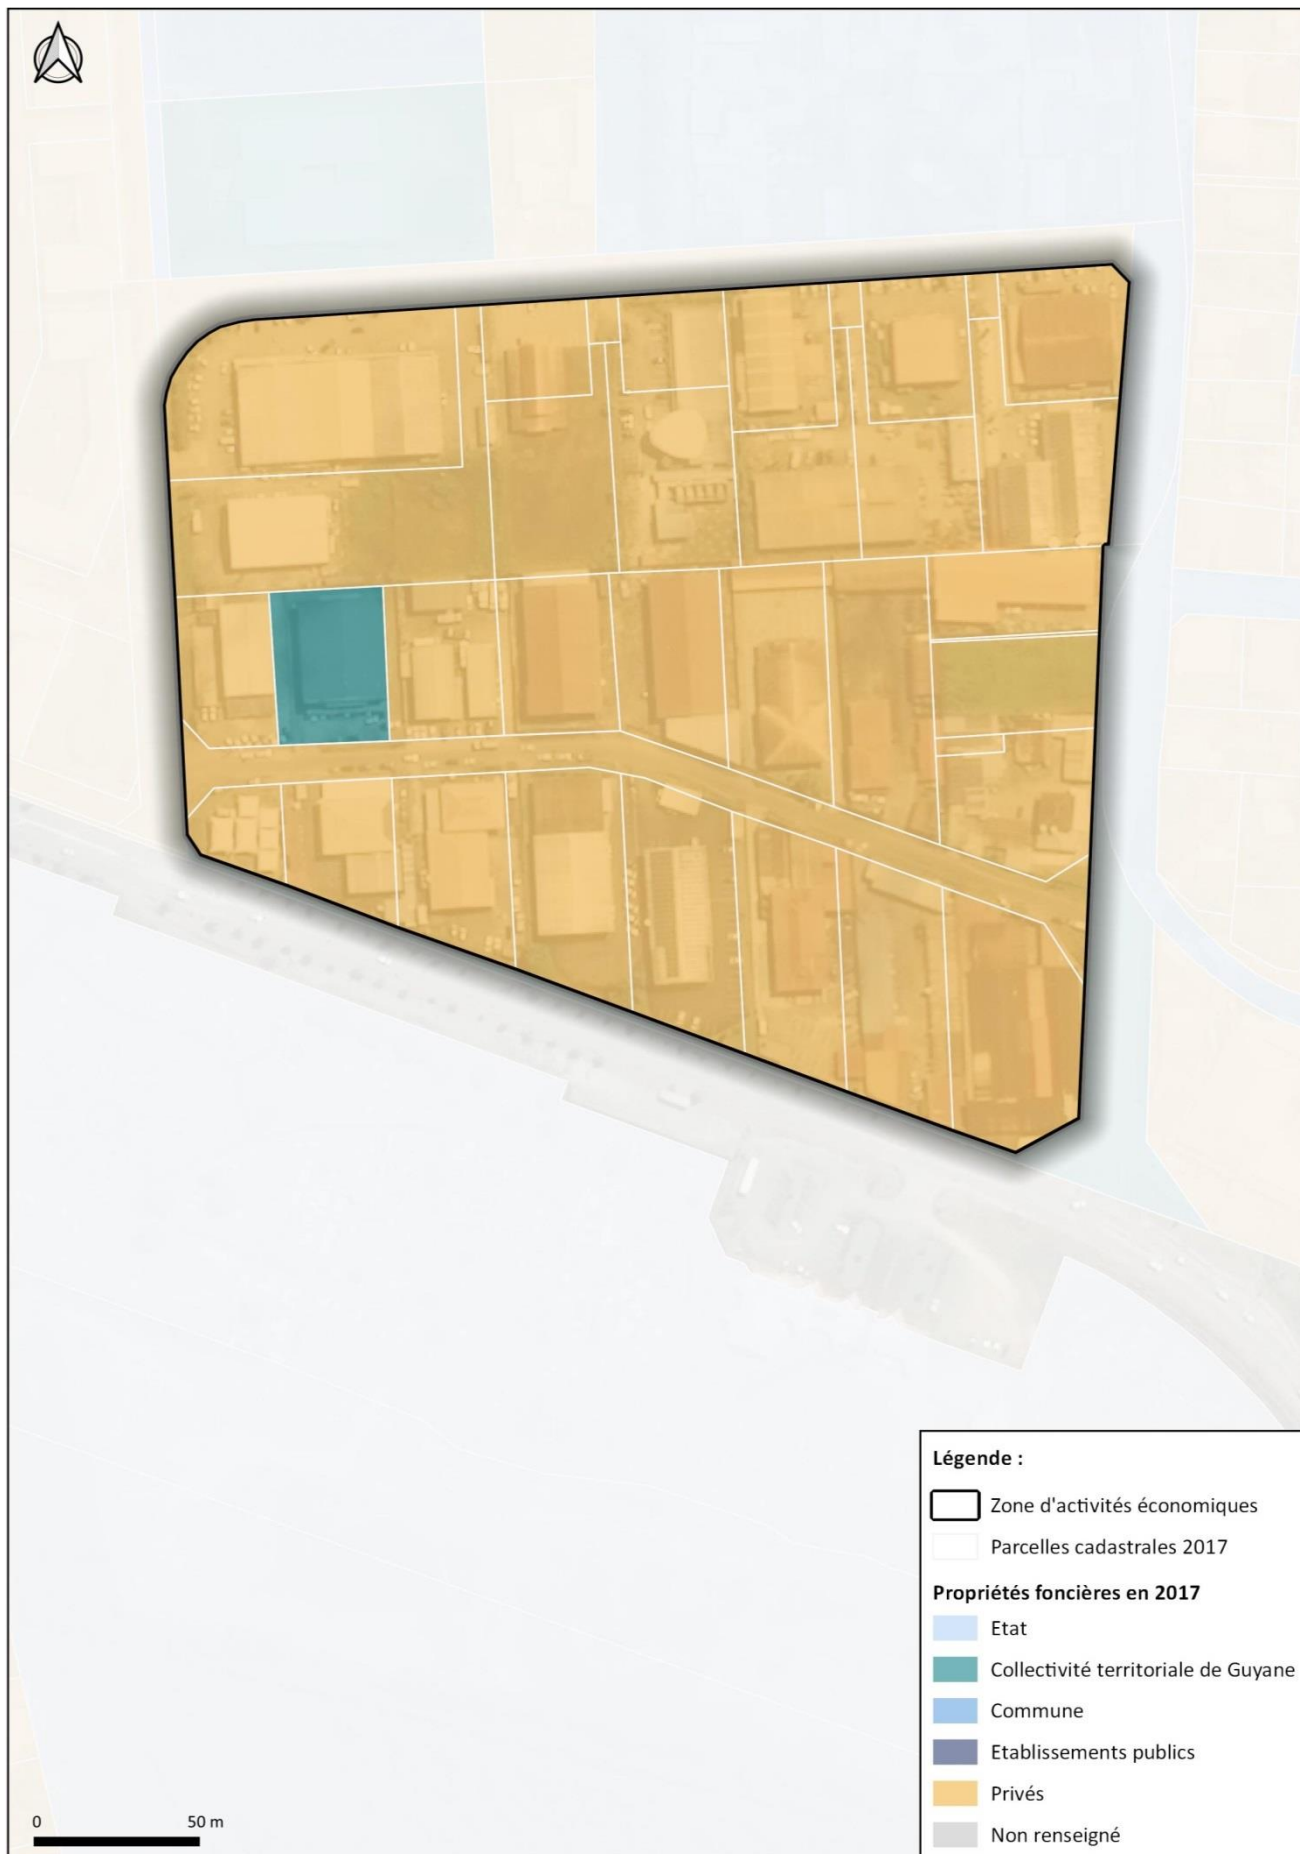 Légende :
Zone d'activités économiques
Parcelles cadastrales 2017
Propriétés foncières en 2017
Etat
Collectivité territoriale de Guyane
Commune
Etablissements publics
Privés
Non renseigné
0 50 m